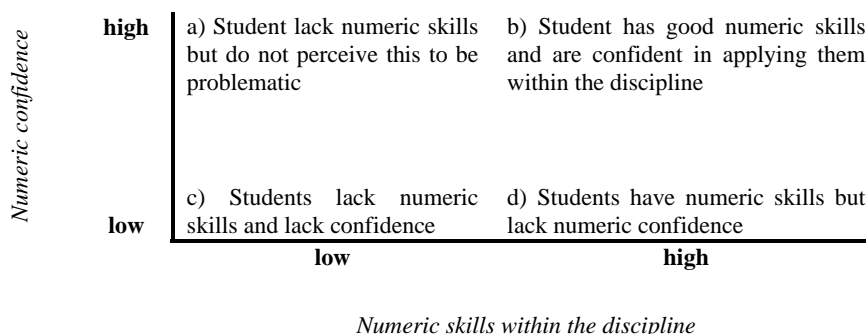 Numeric confidence
high
a) Student lack numeric skills
but do not perceive this to be
problematic
b) Student has good numeric skills
and are confident in applying them
within the discipline
low
c) Students lack numeric
skills and lack confidence
d) Students have numeric skills but
lack numeric confidence
low
high
Numeric skills within the discipline